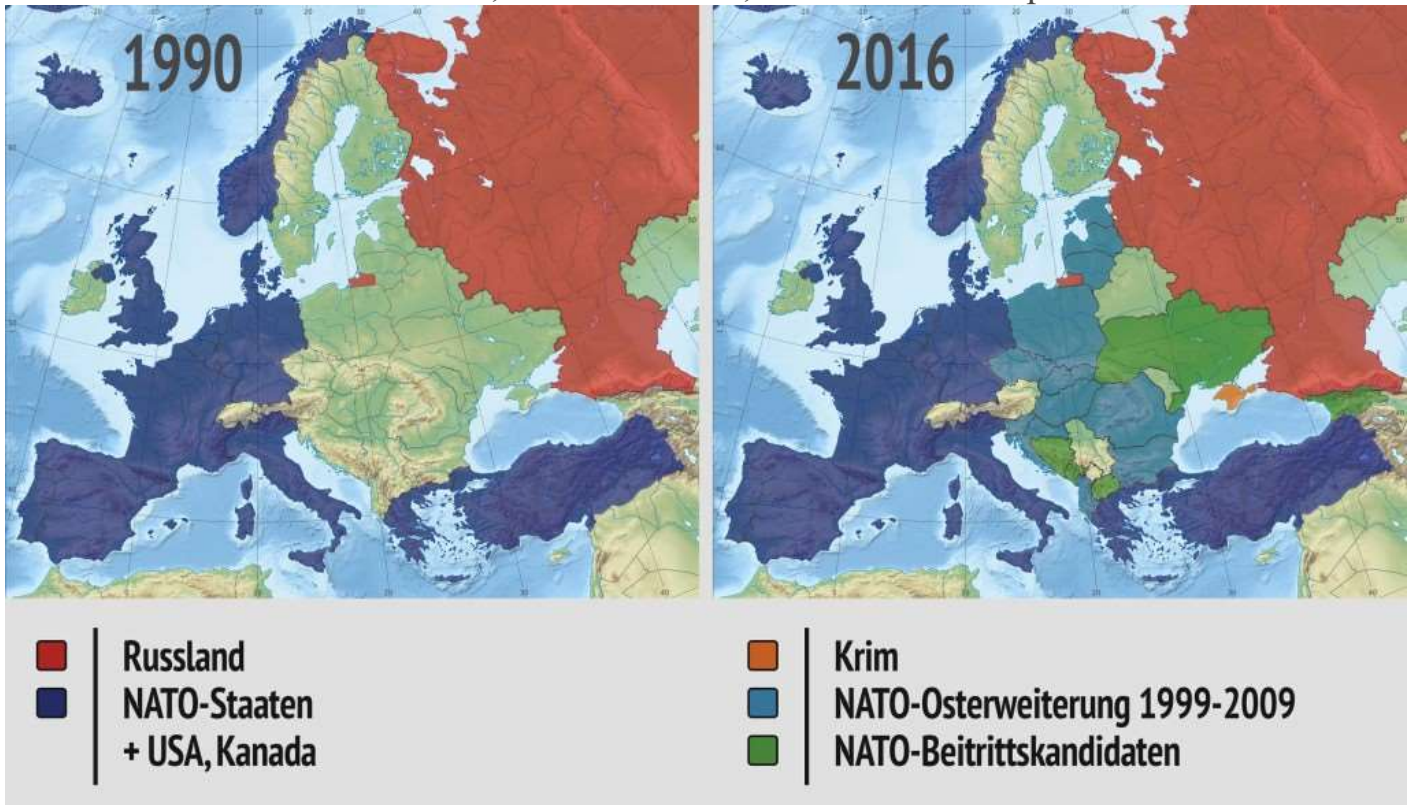 1990
2016
Russland
NATO-Staaten
+ USA, Kanada
Krim
NATO-Osterweiterung 1999-2009
NATO-Beitrittskandidaten